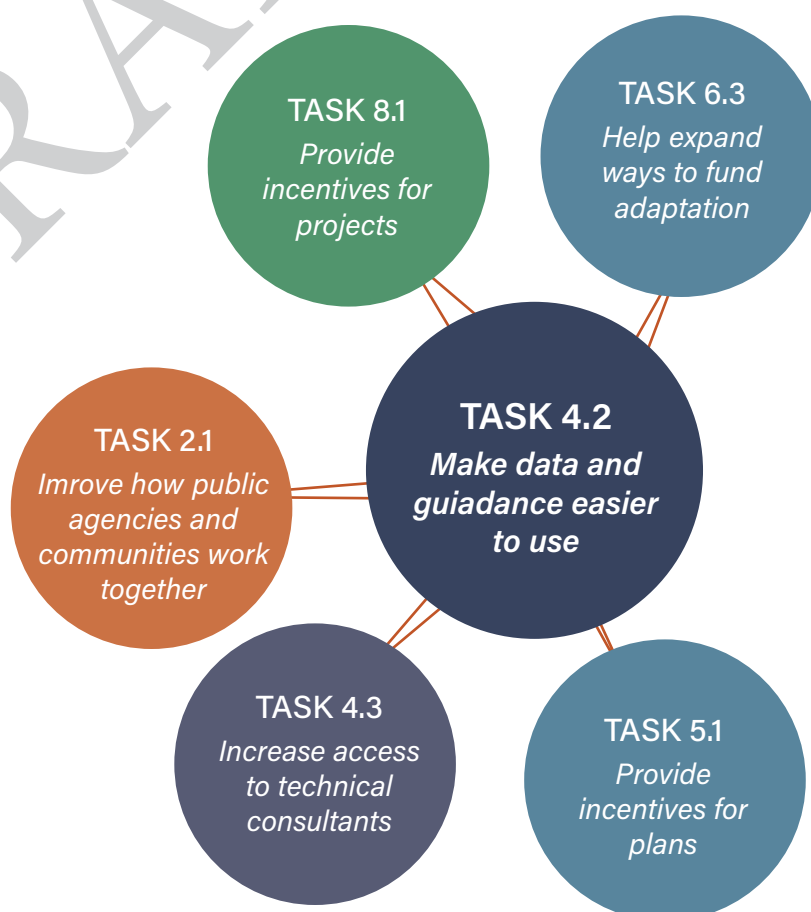 TASK 8.1
Provide
incentives for
projects
TASK 6.3
Help expand
ways to fund
adaptation
TASK 4.2
Make data and
guiadance easier
to use
TASK 2.1
Imrove how public
agencies and
communities work
together
TASK 4.3
Increase access
to technical
consultants
TASK 5.1
Provide
incentives for
plans